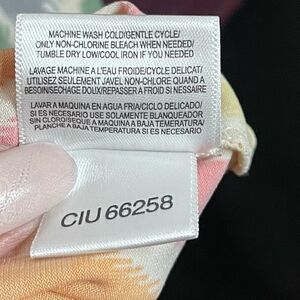 MACHINE WASH COLD/GENTLE CYCLE/
ONLY NON-CHLORINE BLEACH WHEN NEEDED/
TUMBLE DRY LOW/COOL IRON IF YOU NEEDED
LAVAGE MACHINE A L'EAU FROIDE/CYCLE DELICAT/
UTILISEZ SEULEMENT JAVEL NON-CHLORE QUAND A
BESOIN/SECHAGE DOUX/REPASSER A FROID SI NESSAIRE
LAVAR A MAQUINA EN AGUA FRIA/CICLO DELICADO/
SI ES NECESARIO USE SOLAMENTE BLANQUEADOR
SIN CLORO/SEQUE A MAQUINA A BAJA TEMPERATURA/
PLANCHE A BAJA TEMPERATURA SI ES NECESARIO
CIU 66258